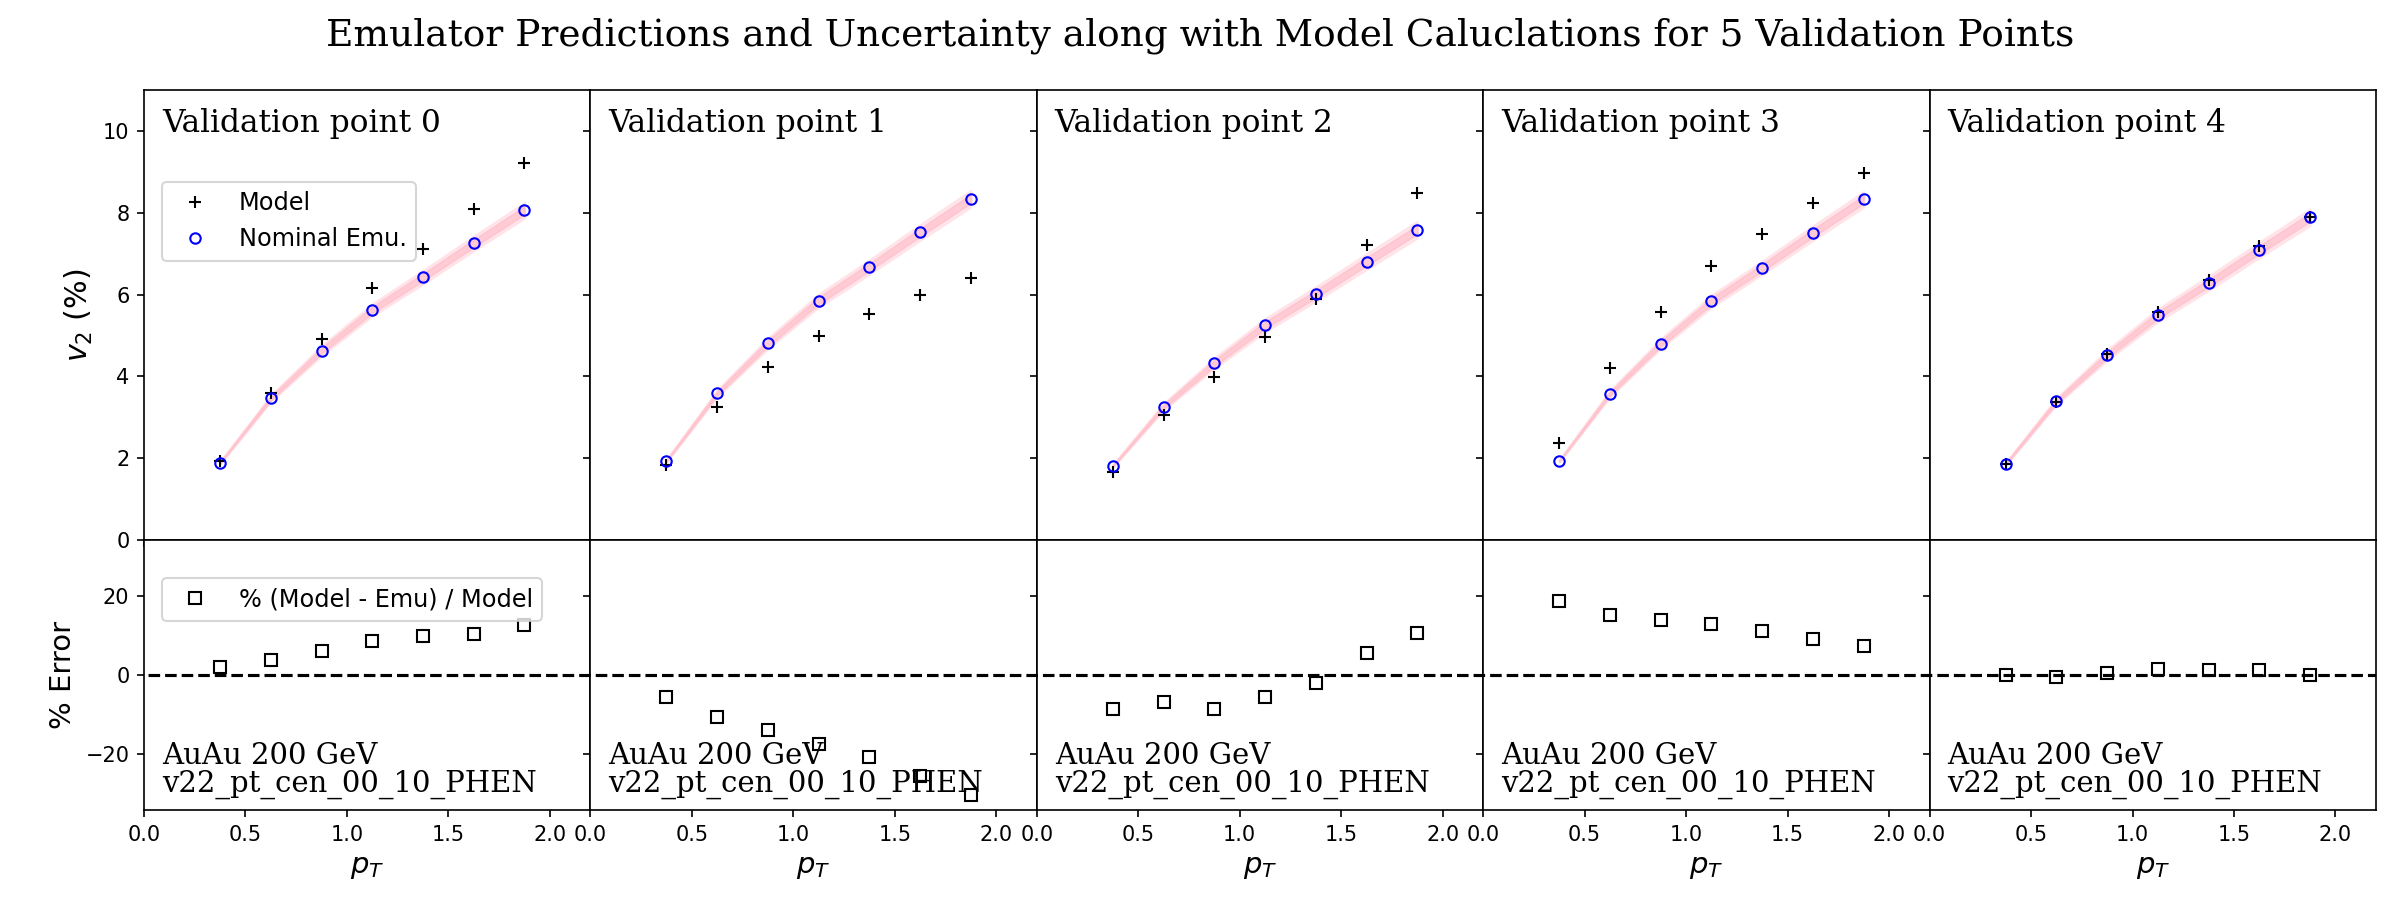 Emulator Predictions and Uncertainty along with Model Caluclations for 5 Validation Points
Validation point 0
Validation point 1
Validation point 2
Validation point 3
Validation point 4
Model
Nominal Emu.
v2 (%)
10
8
6
4
2
0
% (Model - Emu) / Model
% Error
20
0
−20
AuAu 200 GeV
v22_pt_cen_00_10_PHEN
AuAu 200 GeV
v22_pt_cen_00_10_PHEN
AuAu 200 GeV
v22_pt_cen_00_10_PHEN
AuAu 200 GeV
v22_pt_cen_00_10_PHEN
AuAu 200 GeV
v22_pt_cen_00_10_PHEN
0.0 0.5 1.0 1.5 2.0
0.0 0.5 1.0 1.5 2.0
0.0 0.5 1.0 1.5 2.0
0.0 0.5 1.0 1.5 2.0
0.0 0.5 1.0 1.5 2.0
pT
pT
pT
pT
pT